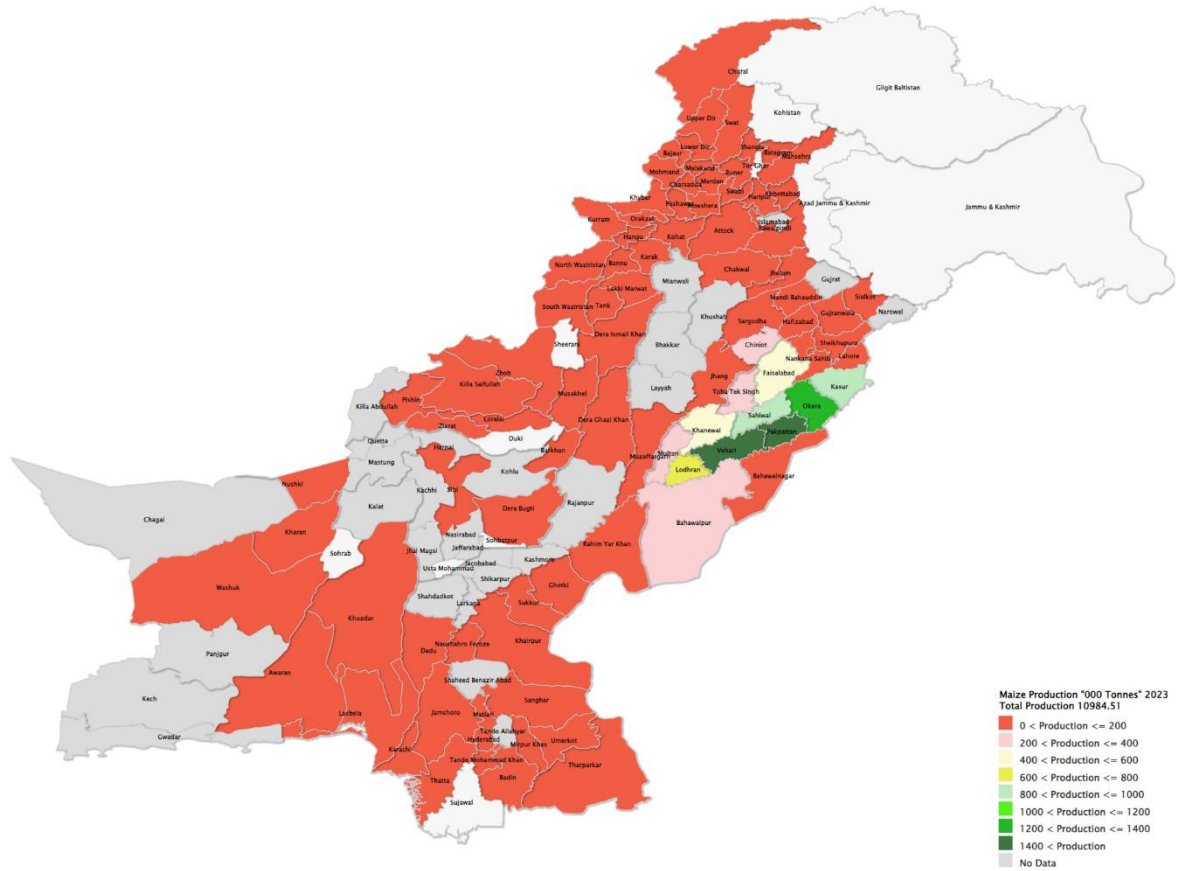 Chitral
Gilgit Baltistan
Kohistan
Upper Dir
Swat
Lower Dir
Shangla
Batagram
Mansehra
Bajaur
Tor Ghar
Mohmand
Malakand
Buner
Mardan
Charsadda
Swabi
Haripur
Abbottabad
Khyber
Peshawar
Nowshera
Azad Jammu & Kashmir
Jammu & Kashmir
Kurram
Orakzai
Islamabad
Rawalpindi
Hangu
Kohat
Attock
Karak
North Waziristan
Bannu
Chakwal
Jhelam
Mianwali
Gujrat
Lakki Marwat
South Waziristan
Tank
Khushab
Mandi Bahauddin
Sialkot
Narowal
Sargodha
Hafizabad
Gujranwala
Dera Ismail Khan
Sheerani
Bhakkar
Chiniot
Sheikhupura
Nankana Sahib
Lahore
Faisalabad
Zhob
Killa Saifullah
Layyah
Jhang
Toba Tek Singh
Kasur
Musakhel
Killa Abdullah
Pishin
Okara
Loralai
Dera Ghazi Khan
Sahiwal
Ziarat
Khanewal
Pakpattan
Quetta
Harnai
Duki
Barkhan
Muzaffargarh
Multan
Vehari
Mastung
Kohlu
Lodhran
Bahawalnagar
Nushki
Kachhi
Sibi
Rajanpur
Kalat
Dera Bugti
Chagai
Bahawalpur
Kharan
Nasirabad
Sohbatpur
Rahim Yar Khan
Sohrab
Jhal Magsi
Jaffarabad
Kashmore
Usta Mohammad
Jacobabad
Shikarpur
Ghotki
Washuk
Shahdadkot
Larkana
Sukkur
Khuzdar
Panjgur
Dadu
Naushahro Feroze
Khairpur
Awaran
Shaheed Benazir Abad
Kech
Sanghar
Lasbela
Jamshoro
Matiari
Gwadar
Tando Allahyar
Hyderabad
Mirpur Khas
Umerkot
Karachi
Tando Mohammad Khan
Tharparkar
Thatta
Badin
Sujawal
Maize Production "000 Tonnes" 2023
Total Production 10984.51
0 < Production <= 200
200 < Production <= 400
400 < Production <= 600
600 < Production <= 800
800 < Production <= 1000
1000 < Production <= 1200
1200 < Production <= 1400
1400 < Production
No Data